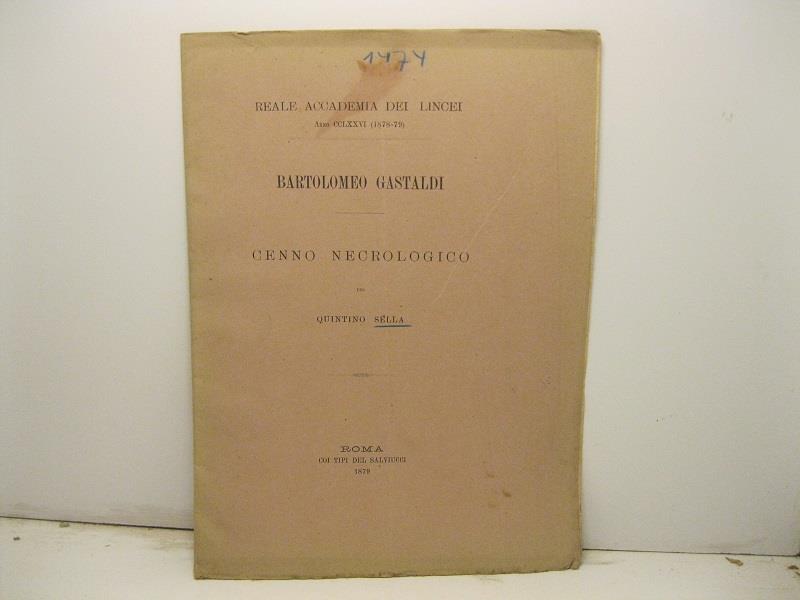 1474
REALE ACCADEMIA DEI LINCEI
ANNO CCLXXVI (1878-79)
BARTOLOMEO GASTALDI
CENNO NECROLOGICO
QUINTINO SELLA
ROMA
COI TIPI DEL SALVIUCCI
1879